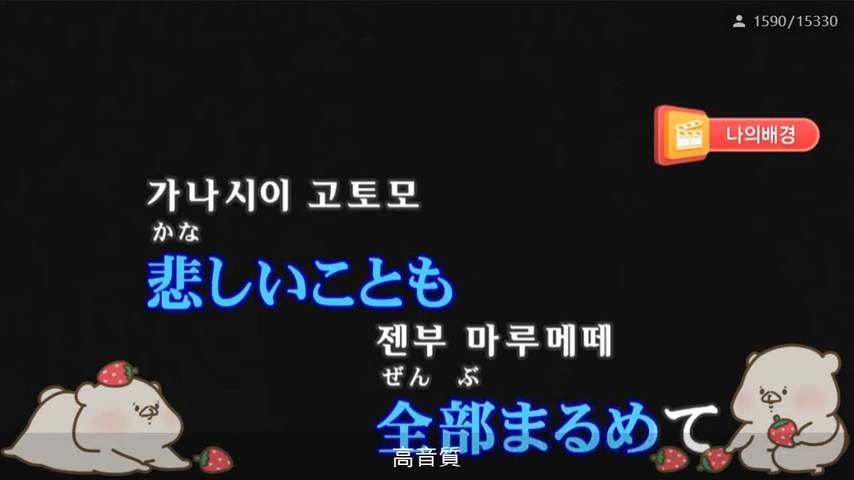 1590/15330
나의배경
가나시이 고토모
かな
悲しいことも
젠부 마루메떼
ぜん ぶ
全部まるめて
高音質